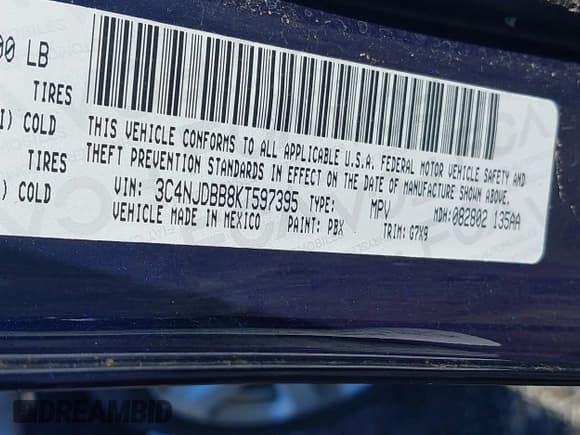 00 LB
TIRES
I) COLD
TIRES
) COLD
THIS VEHICLE CONFORMS TO ALL APPLICABLE U.S.A. FEDERAL MOTOR VEHICLE SAFETY AND
THEFT PREVENTION STANDARDS IN EFFECT ON THE DATE OF MANUFACTURE SHOWN ABOVE.
VIN: 3C4NJDBB8KT597395 TYPE: MPV MDH: 082802 135AA
VEHICLE MADE IN MEXICO PAINT: PBX TRIM: G7X9
DREAMBID